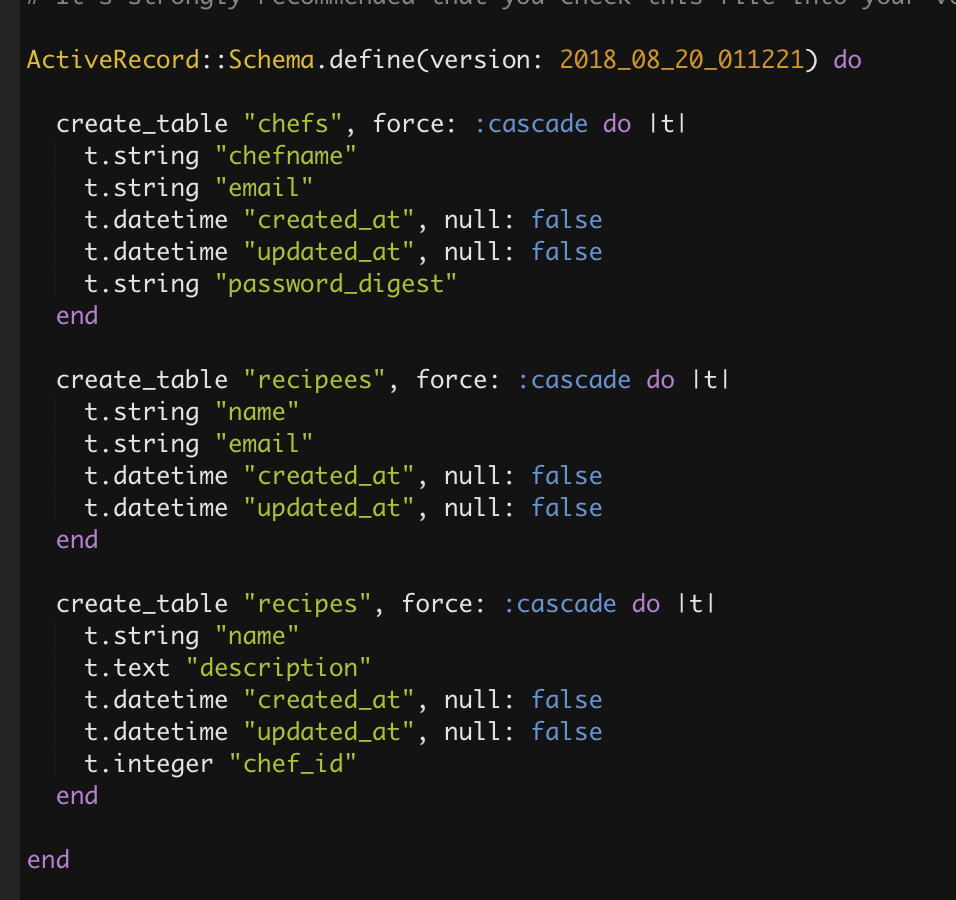 # It's strongly recommended that you check this file into your
ActiveRecord::Schema.define(version: 2018_08_20_011221) do
create_table "chefs", force: :cascade do |t|
t.string "chefname"
t.string "email"
t.datetime "created_at", null: false
t.datetime "updated_at", null: false
t.string "password_digest"
end
create_table "recipees", force: :cascade do |t|
t.string "name"
t.string "email"
t.datetime "created_at", null: false
t.datetime "updated_at", null: false
end
create_table "recipes", force: :cascade do |t|
t.string "name"
t.text "description"
t.datetime "created_at", null: false
t.datetime "updated_at", null: false
t.integer "chef_id"
end
end